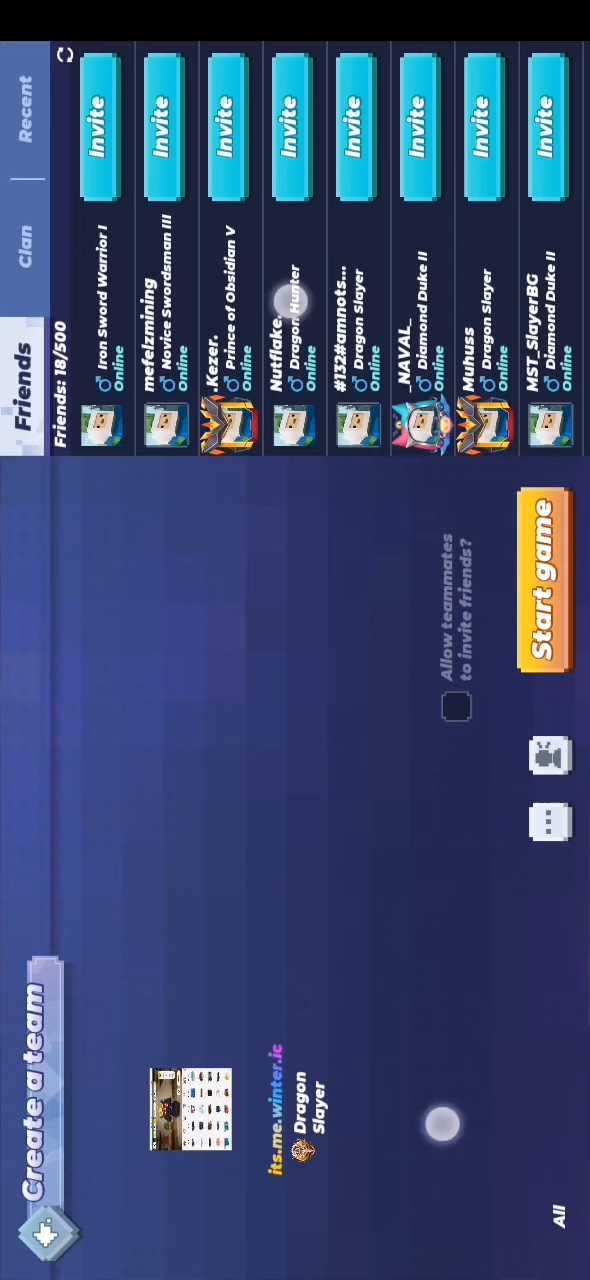 Create a team
Friends
Clan
Recent
Friends: 18/500
Iron Sword Warrior I
Online
Invite
mefelzmining
Novice Swordsman III
Online
Invite
.Kezer.
Prince of Obsidian V
Online
Invite
Nutflake.
Dragon Hunter
Online
Invite
#132#amnots...
Dragon Slayer
Online
Invite
_NAVAL_
Diamond Duke II
Online
Invite
Muhuss
Dragon Slayer
Online
Invite
MST_SlayerBG
Diamond Duke II
Online
Invite
its.me.winter.ic
Dragon
Slayer
Allow teammates
to invite friends?
All
Start game